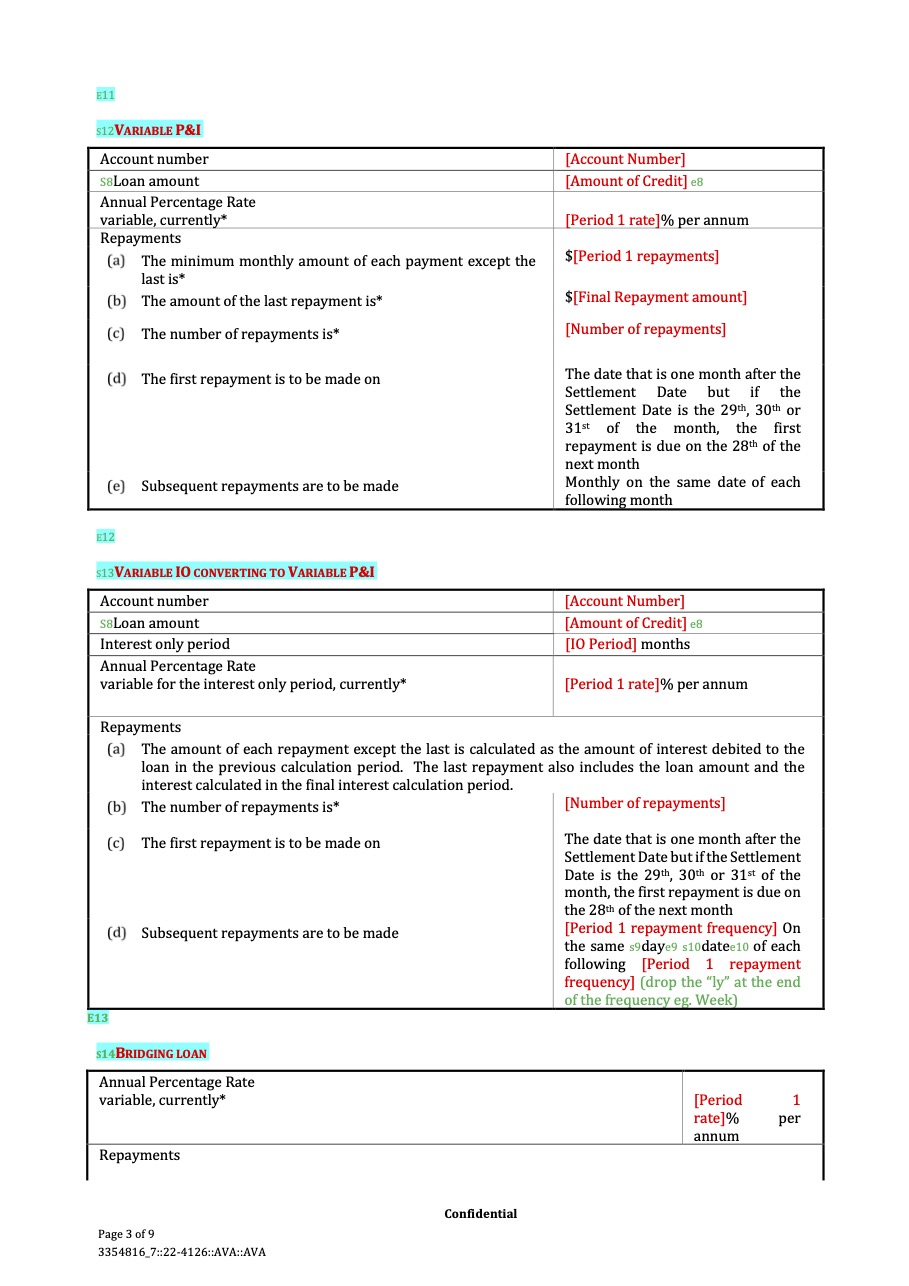 E11
S12VARIABLE P&I
Account number [Account Number]
S8Loan amount [Amount of Credit] e8
Annual Percentage Rate
variable, currently* [Period 1 rate]% per annum
Repayments
(a) The minimum monthly amount of each payment except the last is* $[Period 1 repayments]
(b) The amount of the last repayment is* $[Final Repayment amount]
(c) The number of repayments is* [Number of repayments]
(d) The first repayment is to be made on
The date that is one month after the
Settlement Date but if the
Settlement Date is the 29th, 30th or
31st of the month, the first
repayment is due on the 28th of the
next month
(e) Subsequent repayments are to be made
Monthly on the same date of each
following month
E12
S13VARIABLE IO CONVERTING TO VARIABLE P&I
Account number [Account Number]
S8Loan amount [Amount of Credit] e8
Interest only period [IO Period] months
Annual Percentage Rate
variable for the interest only period, currently* [Period 1 rate]% per annum
Repayments
(a) The amount of each repayment except the last is calculated as the amount of interest debited to the
loan in the previous calculation period. The last repayment also includes the loan amount and the
interest calculated in the final interest calculation period.
(b) The number of repayments is* [Number of repayments]
(c) The first repayment is to be made on
The date that is one month after the
Settlement Date but if the Settlement
Date is the 29th, 30th or 31st of the
month, the first repayment is due on
the 28th of the next month
(d) Subsequent repayments are to be made
[Period 1 repayment frequency] On
the same s9daye9 s10datee10 of each
following [Period 1 repayment
frequency] (drop the “ly” at the end
of the frequency eg. Week)
E13
S14BRIDGING LOAN
Annual Percentage Rate
variable, currently*
[Period 1
rate]% per
annum
Repayments
Confidential
Page 3 of 9
3354816_7::22-4126::AVA::AVA